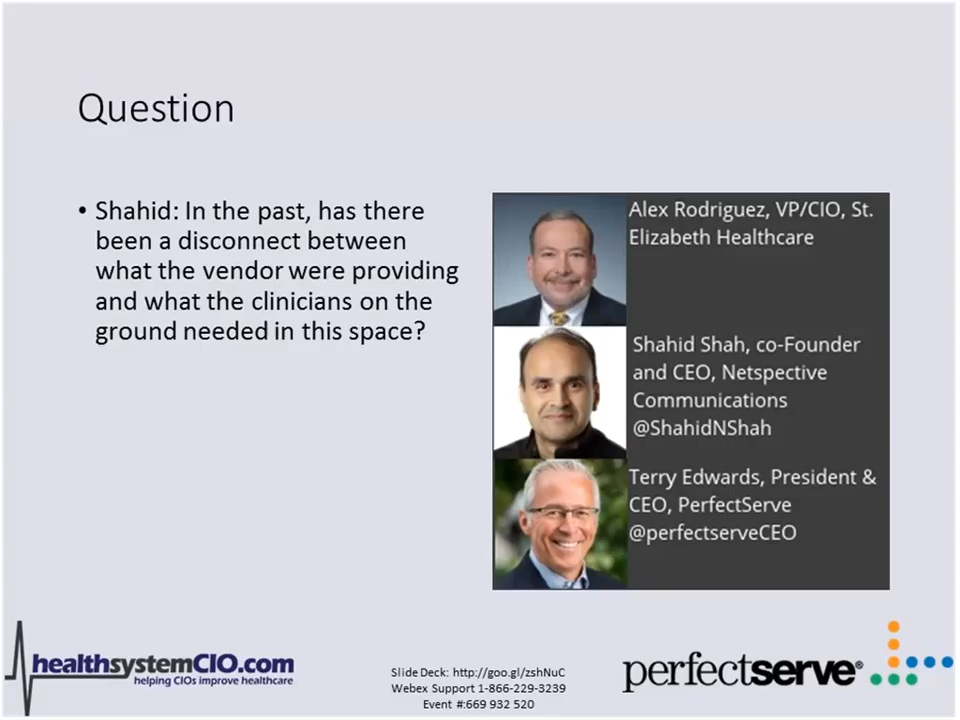 Question
• Shahid: In the past, has there
been a disconnect between
what the vendor were providing
and what the clinicians on the
ground needed in this space?
Alex Rodriguez, VP/CIO, St.
Elizabeth Healthcare
Shahid Shah, co-Founder
and CEO, Netspective
Communications
@ShahidNShah
Terry Edwards, President &
CEO, PerfectServe
@perfectserveCEO
healthsystemCIO.com
helping CIOs improve healthcare
Slide Deck: http://goo.gl/zshNuC
Webex Support 1-866-229-3239
Event #:669 932 520
perfectserve®